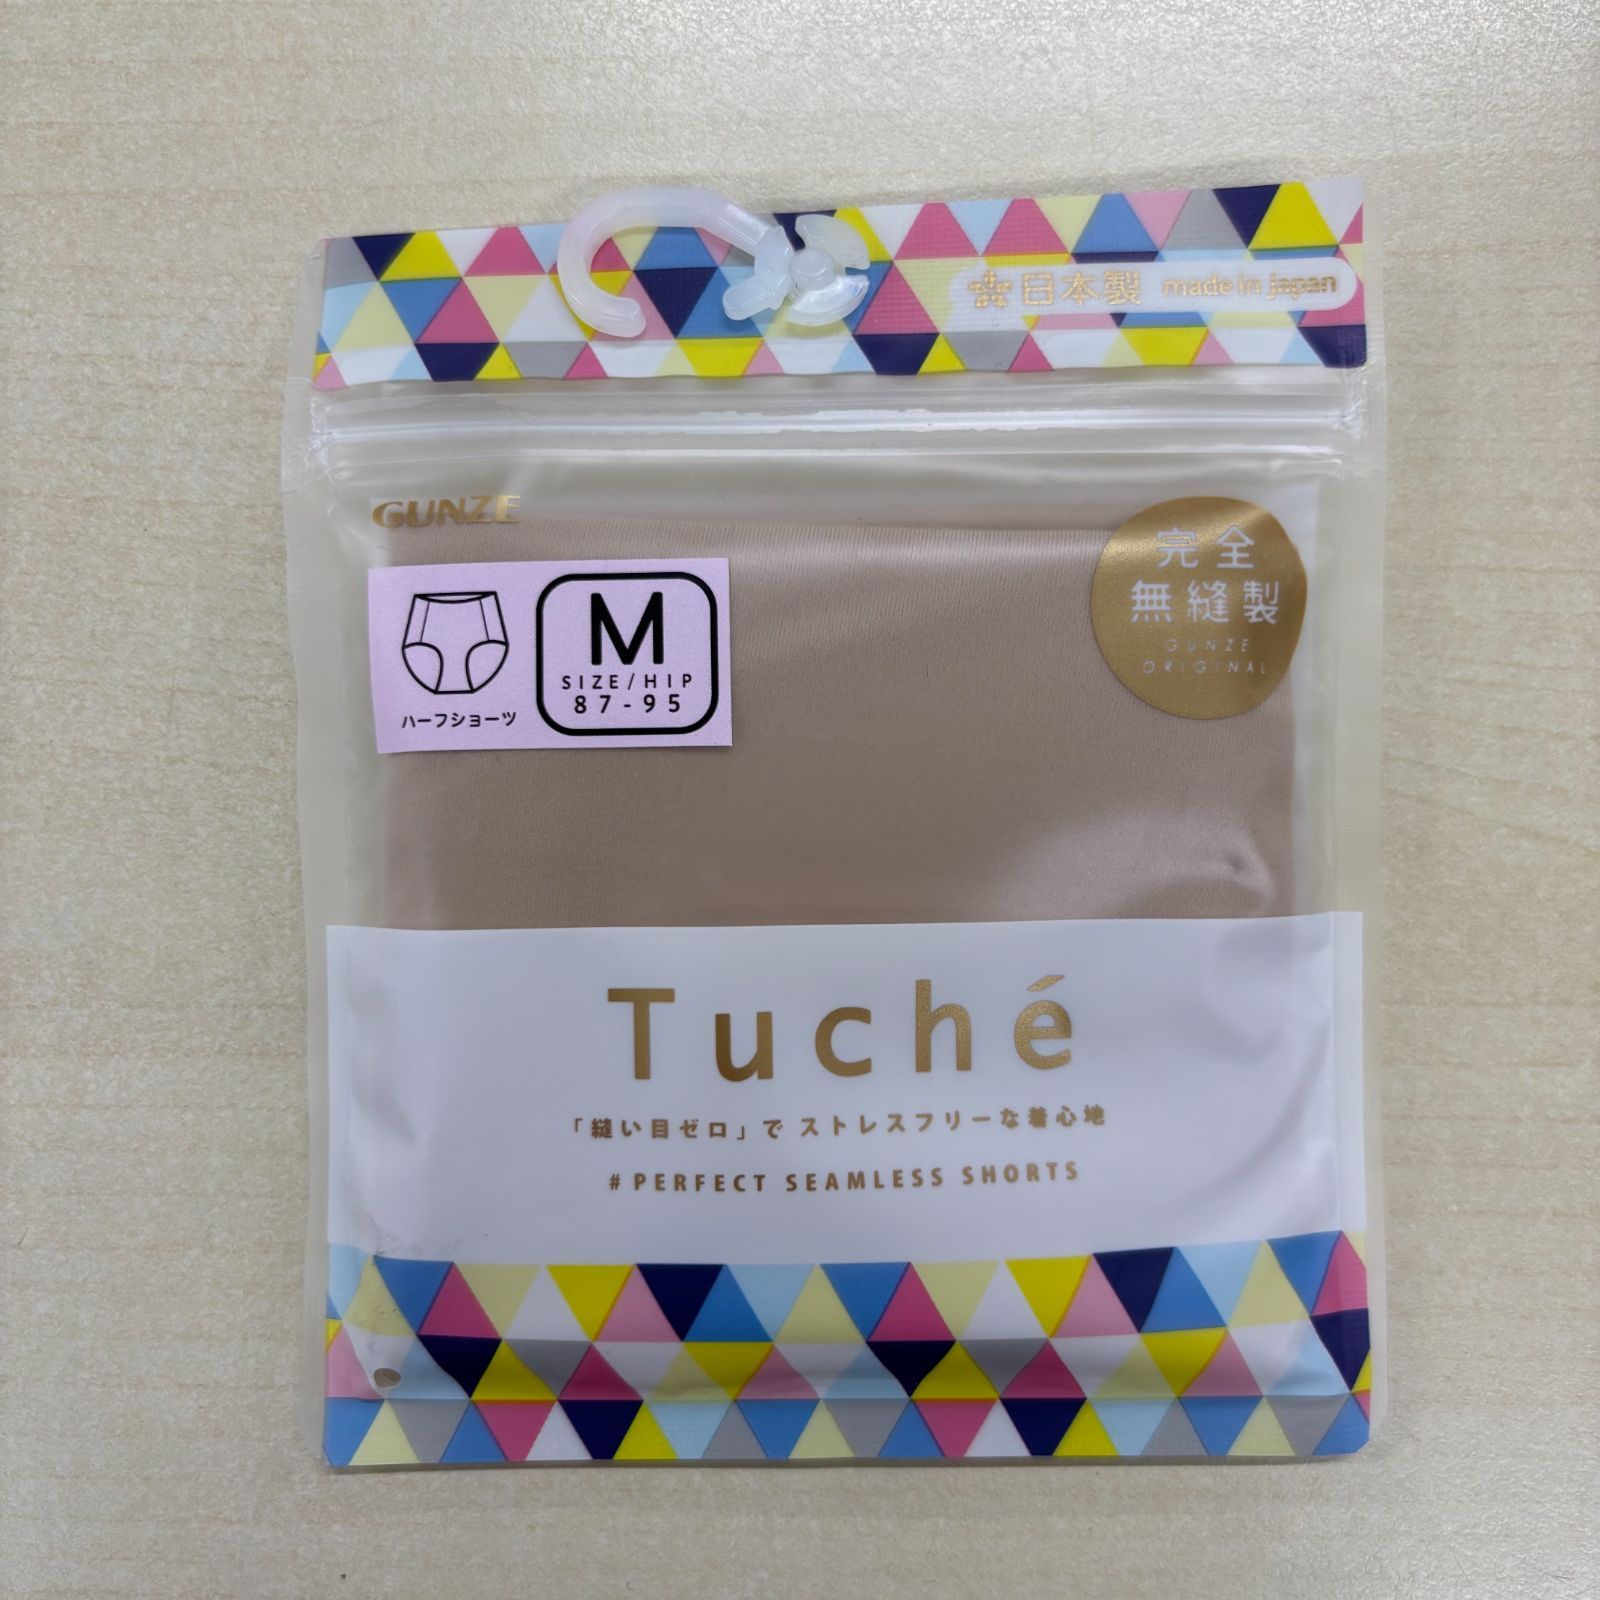 日本製 made in japan
GUNZE
完全
無縫製
GUNZE
ORIGINAL
M
SIZE/HIP
87-95
ハーフショーツ
Tuché
「縫い目ゼロ」で ストレスフリーな着心地
#PERFECT SEAMLESS SHORTS